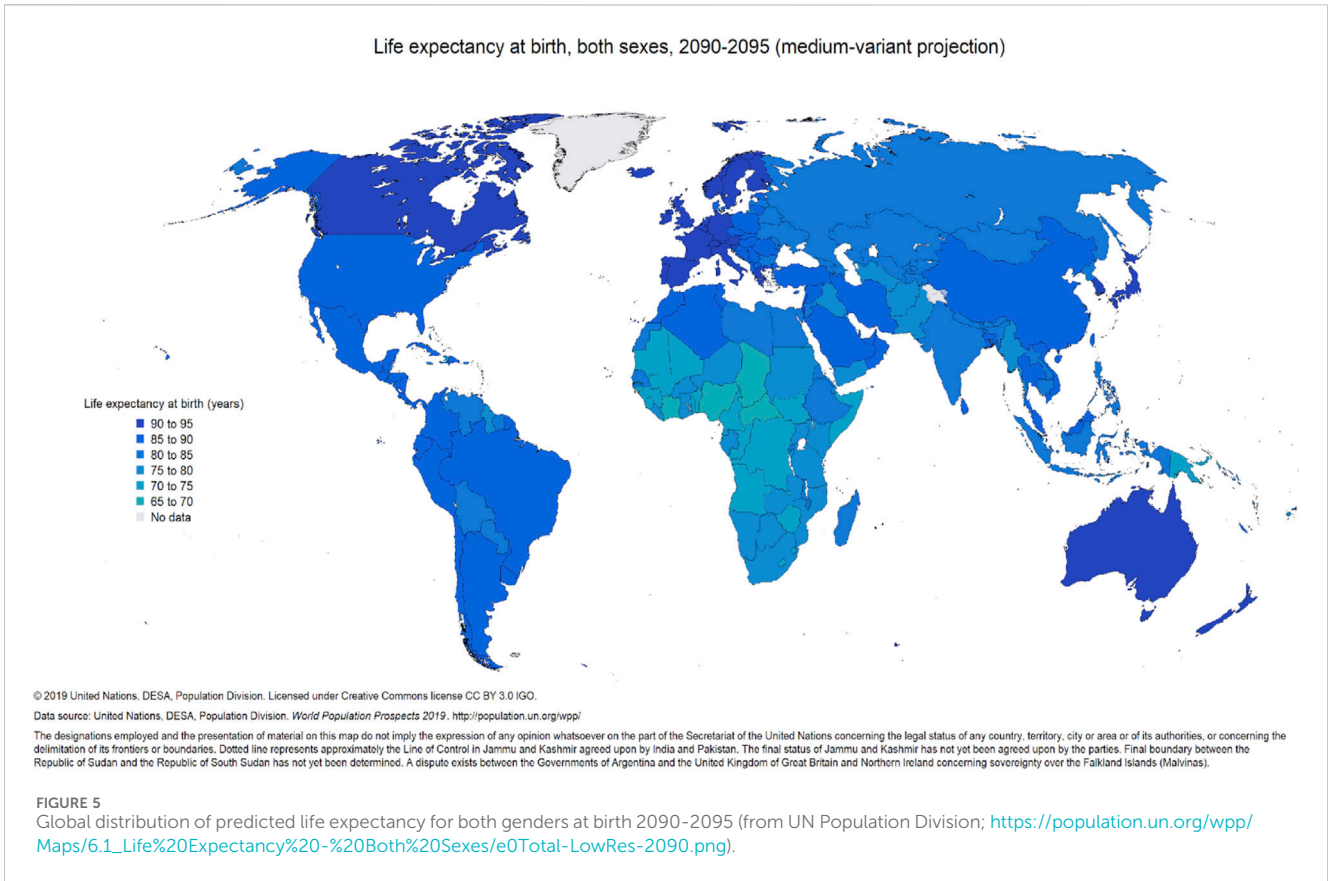 Life expectancy at birth, both sexes, 2090-2095 (medium-variant projection)
Life expectancy at birth (years)
90 to 95
85 to 90
80 to 85
75 to 80
70 to 75
65 to 70
No data
© 2019 United Nations, DESA, Population Division. Licensed under Creative Commons license CC BY 3.0 IGO.
Data source: United Nations, DESA, Population Division. World Population Prospects 2019. http://population.un.org/wpp/
The designations employed and the presentation of material on this map do not imply the expression of any opinion whatsoever on the part of the Secretariat of the United Nations concerning the legal status of any country, territory, city or area or of its authorities, or concerning the
delimitation of its frontiers or boundaries. Dotted line represents approximately the Line of Control in Jammu and Kashmir agreed upon by India and Pakistan. The final status of Jammu and Kashmir has not yet been agreed upon by the parties. Final boundary between the
Republic of Sudan and the Republic of South Sudan has not yet been determined. A dispute exists between the Governments of Argentina and the United Kingdom of Great Britain and Northern Ireland concerning sovereignty over the Falkland Islands (Malvinas).
FIGURE 5
Global distribution of predicted life expectancy for both genders at birth 2090-2095 (from UN Population Division; https://population.un.org/wpp/
Maps/6.1_Life%20Expectancy%20-%20Both%20Sexes/e0Total-LowRes-2090.png).